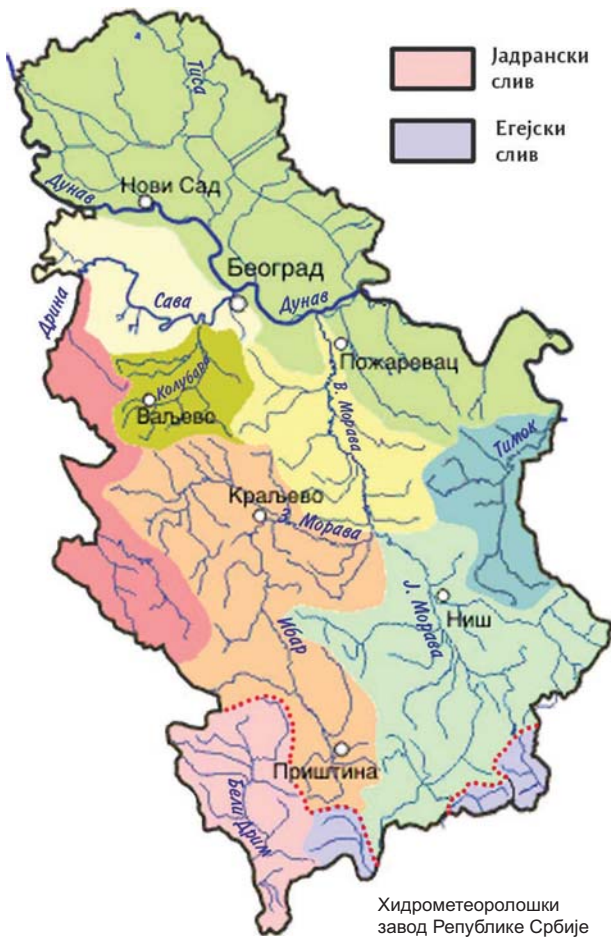 Јадрански
слив
Егејски
слив
Тиса
Дунав
Нови Сад
Београд
Дрина
Сава
Дунав
Пожаревац
Колубара
Ваљево
В. Морава
Тимок
Краљево
З. Морава
Ј. Морава
Ниш
Ибар
Приштина
Бели Дрим
Хидрометеоролошки
завод Републике Србије